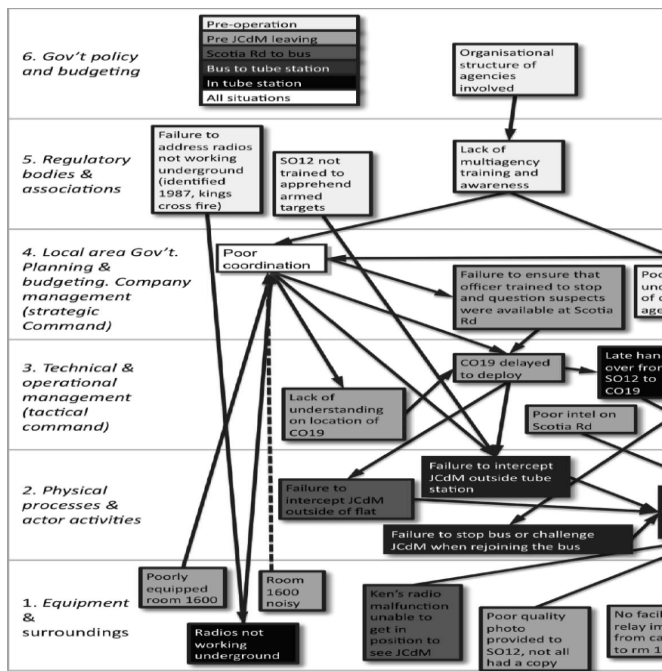 Pre-operation
Pre JCdM leaving
Scotia Rd to bus
Bus to tube station
In tube station
All situations
6. Gov't policy
and budgeting
Organisational
structure of
agencies
involved
5. Regulatory
bodies &
associations
Failure to
address radios
not working
underground
(identified
1987, kings
cross fire)
SO12 not
trained to
apprehend
armed
targets
Lack of
multiagency
training and
awareness
4. Local area Gov't.
Planning &
budgeting. Company
management
(strategic
Command)
Poor
coordination
Failure to ensure that
officer trained to stop
and question suspects
were available at Scotia
Rd
3. Technical &
operational
management
(tactical
command)
Lack of
understanding
on location of
CO19
CO19 delayed
to deploy
Late han
over from
SO12 to
CO19
Poor intel on
Scotia Rd
2. Physical
processes &
actor activities
Failure to
intercept JCdM
outside of flat
Failure to intercept
JCdM outside tube
station
Failure to stop bus or challenge
JCdM when rejoining the bus
1. Equipment
&
surroundings
Poorly
equipped
room 1600
Room
1600
noisy
Radios not
working
underground
Ken's radio
malfunction
unable to
get in
position to
see JCdM
Poor quality
photo
provided to
SO12, not all
had a copy
No facil
relay im
from ca
to rm 1